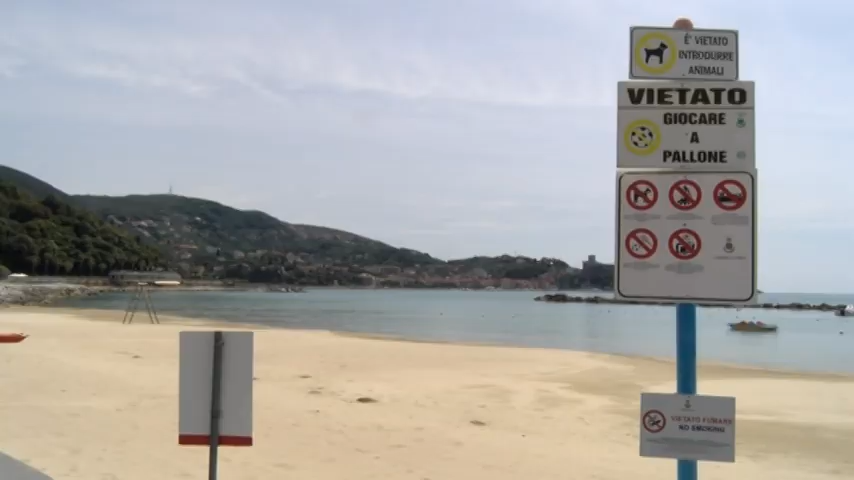 È VIETATO
INTRODURRE
ANIMALI
VIETATO
GIOCARE
A
PALLONE
VIETATO FUMARE
NO SMOKING